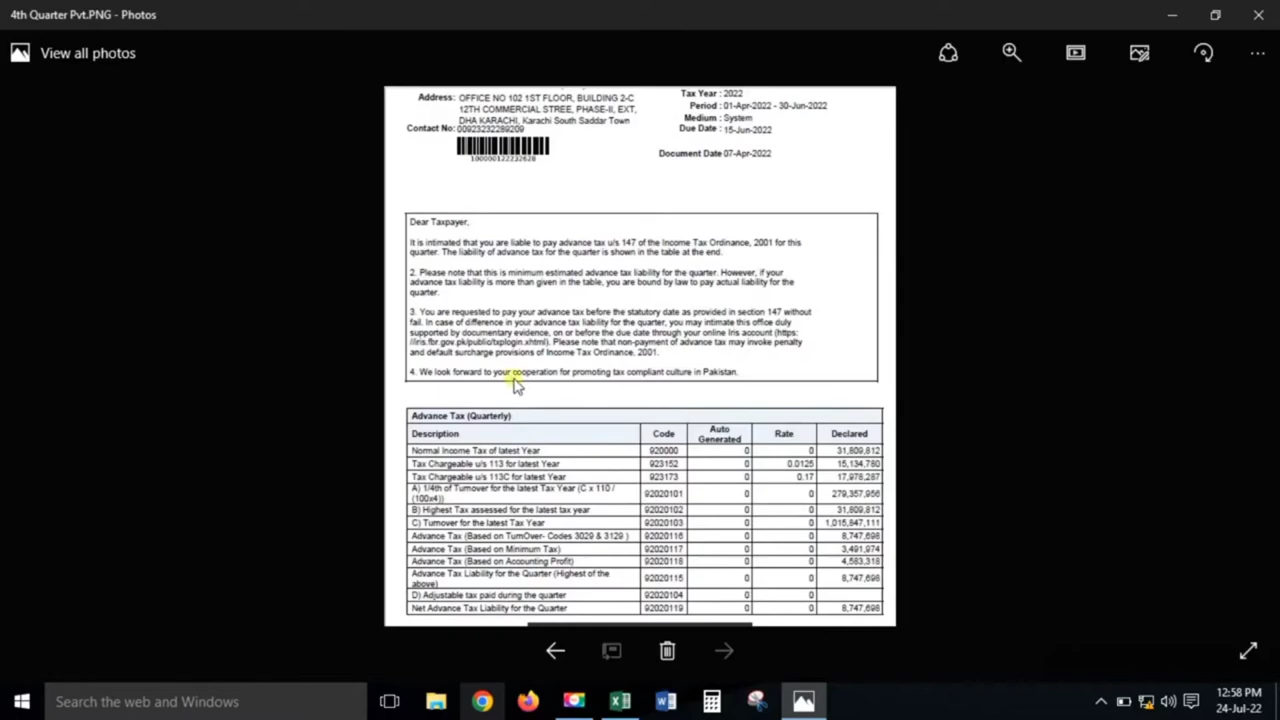 4th Quarter Pvt.PNG - Photos
View all photos
Address: OFFICE NO 102 1ST FLOOR, BUILDING 2-C
12TH COMMERCIAL STREE, PHASE-II, EXT,
DHA KARACHI, Karachi South Saddar Town
Contact No: 00923232289209
100000122232628
Tax Year : 2022
Period : 01-Apr-2022 - 30-Jun-2022
Medium : System
Due Date : 15-Jun-2022
Document Date 07-Apr-2022
Dear Taxpayer,
It is intimated that you are liable to pay advance tax u/s 147 of the Income Tax Ordinance, 2001 for this
quarter. The liability of advance tax for the quarter is shown in the table at the end.
2. Please note that this is minimum estimated advance tax liability for the quarter. However, if your
advance tax liability is more than given in the table, you are bound by law to pay actual liability for the
quarter.
3. You are requested to pay your advance tax before the statutory date as provided in section 147 without
fail. In case of difference in your advance tax liability for the quarter, you may intimate this office duly
supported by documentary evidence, on or before the due date through your online Iris account (https:
//iris.fbr.gov.pk/public/txplogin.xhtml). Please note that non-payment of advance tax may invoke penalty
and default surcharge provisions of Income Tax Ordinance, 2001.
4. We look forward to your cooperation for promoting tax compliant culture in Pakistan.
Advance Tax (Quarterly)
Description Code Auto Generated Rate Declared
Normal Income Tax of latest Year 920000 0 0 31,809,812
Tax Chargeable u/s 113 for latest Year 923152 0 0.0125 15,134,780
Tax Chargeable u/s 113C for latest Year 923173 0 0.17 17,978,287
A) 1/4th of Turnover for the latest Tax Year (C x 110 /
(100x4)) 92020101 0 0 279,357,956
B) Highest Tax assessed for the latest tax year 92020102 0 0 31,809,812
C) Turnover for the latest Tax Year 92020103 0 0 1,015,847,111
Advance Tax (Based on TurnOver- Codes 3029 & 3129 ) 92020116 0 0 8,747,698
Advance Tax (Based on Minimum Tax) 92020117 0 0 3,491,974
Advance Tax (Based on Accounting Profit) 92020118 0 0 4,583,318
Advance Tax Liability for the Quarter (Highest of the
above) 92020115 0 0 8,747,698
D) Adjustable tax paid during the quarter 92020104 0 0
Net Advance Tax Liability for the Quarter 92020119 0 0 8,747,698
Search the web and Windows
12:58 PM
24-Jul-22